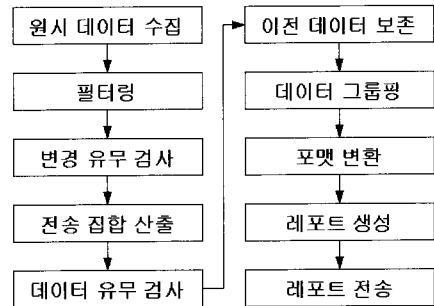 원시 데이터 수집
필터링
변경 유무 검사
전송 집합 산출
데이터 유무 검사
이전 데이터 보존
데이터 그룹핑
포맷 변환
레포트 생성
레포트 전송